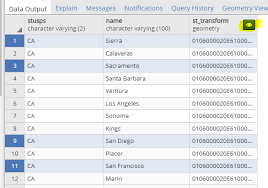 Data Output Explain Messages Notifications Query History Geometry View
stusps name st_transform
character varying (2) character varying (100) geometry
1 CA Sierra 0106000020E61000...
2 CA Calaveras 0106000020E61000...
3 CA Sacramento 0106000020E61000...
4 CA Santa Barbara 0106000020E61000...
5 CA Ventura 0106000020E61000...
6 CA Los Angeles 0106000020E61000...
7 CA Sonoma 0106000020E61000...
8 CA Kings 0106000020E61000...
9 CA San Diego 0106000020E61000...
10 CA Placer 0106000020E61000...
11 CA San Francisco 0106000020E61000...
12 CA Marin 0106000020E61000...